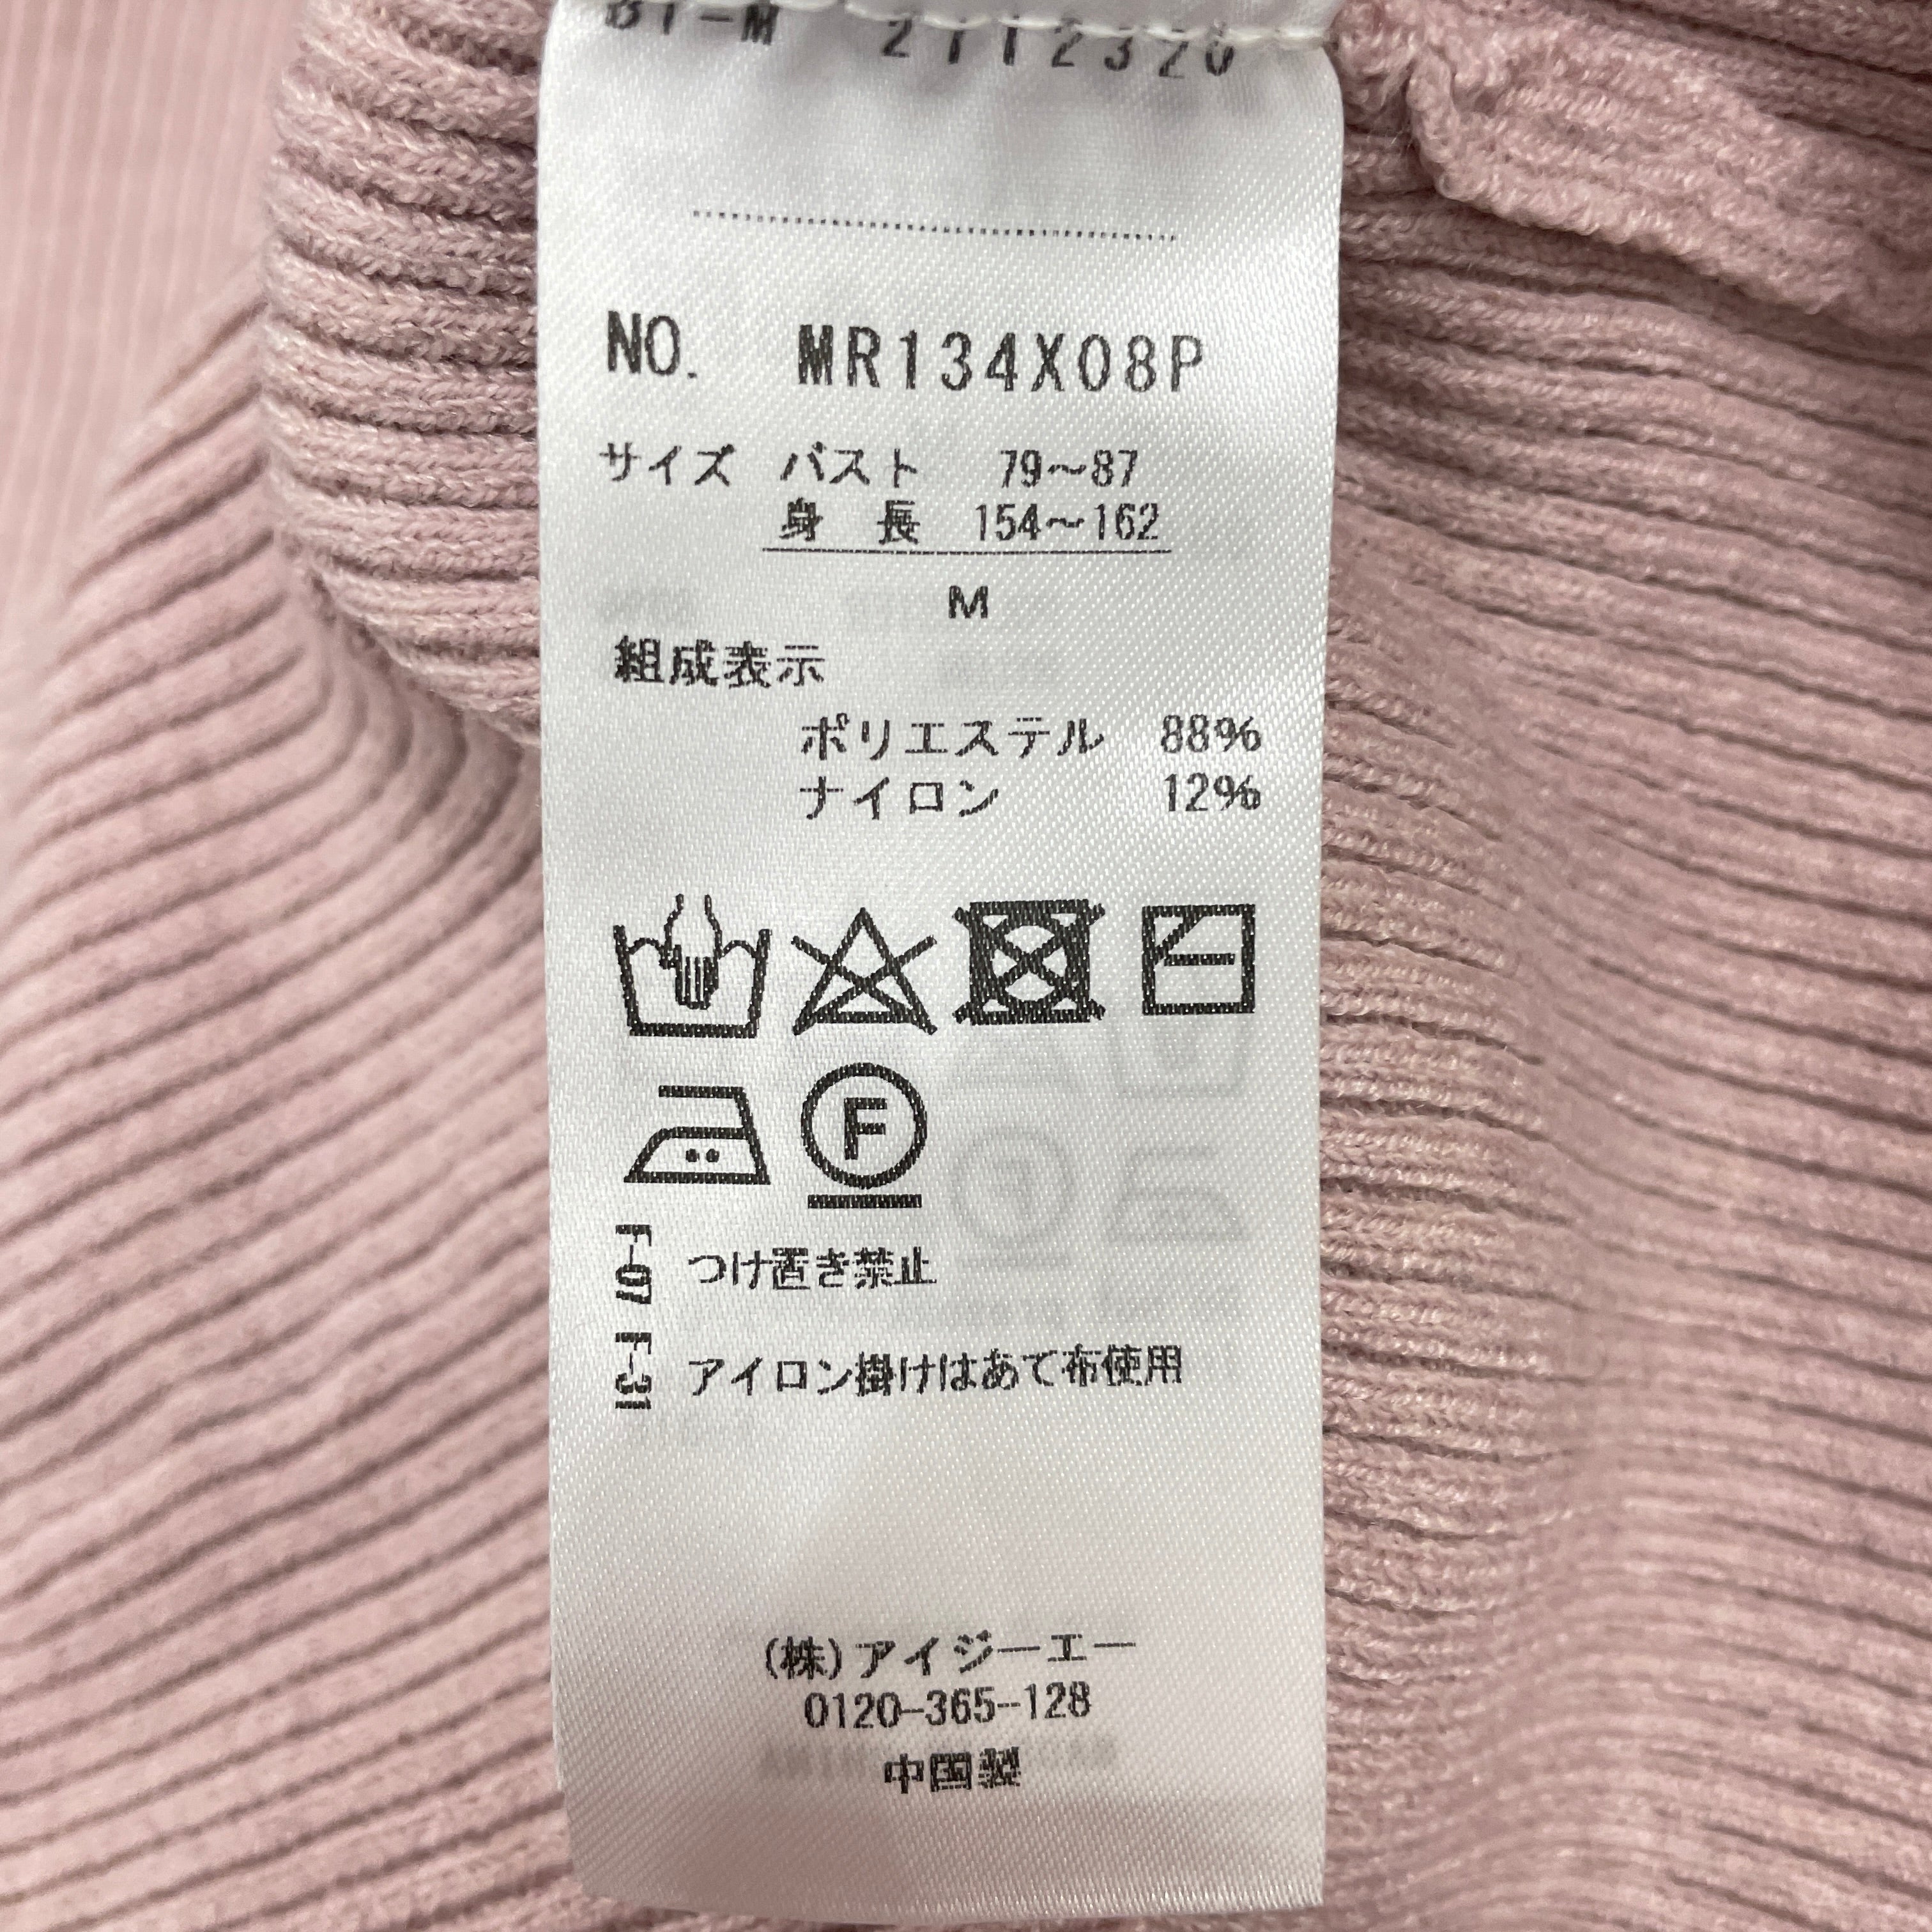 NO. MR134X08P
サイズ バスト 79～87
身 長 154～162
M
組成表示
ポリエステル 88%
ナイロン 12%
F
F-07 つけ置き禁止
F-31 アイロン掛けはあて布使用
(株)アイジーエー
0120-365-128
中国製